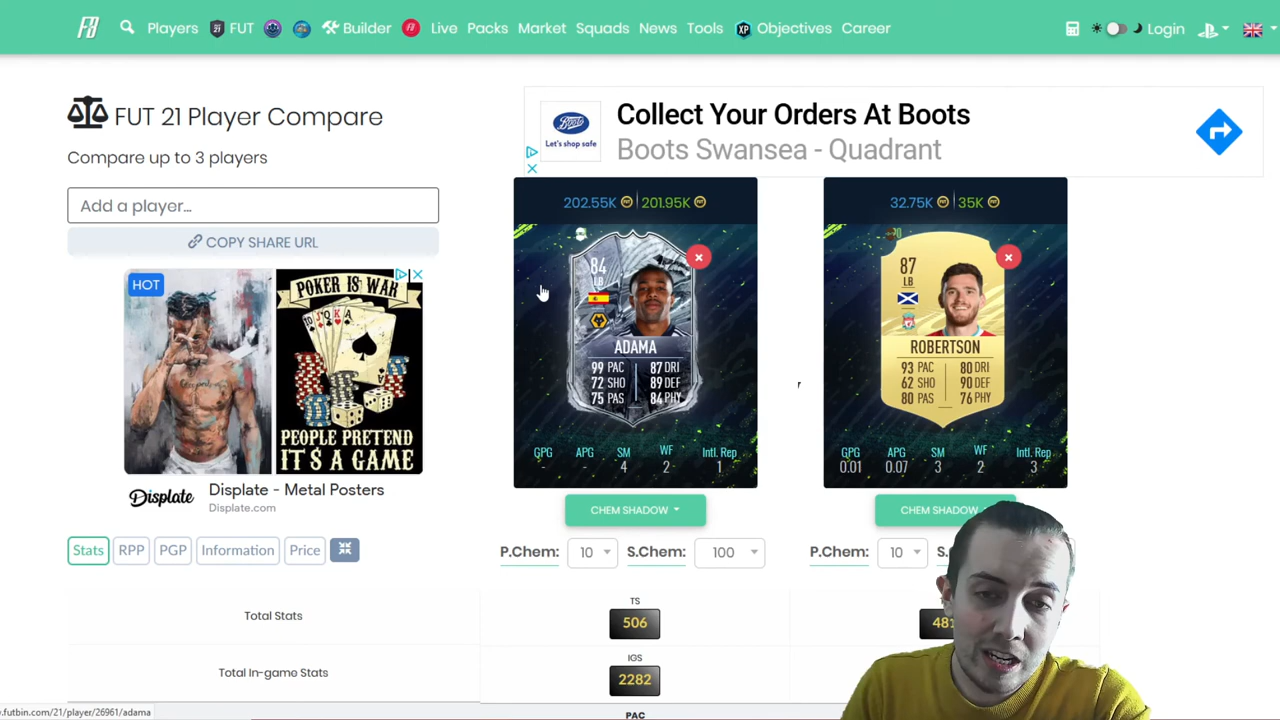 FB Players FUT Builder Live Packs Market Squads News Tools XP Objectives Career Login
FUT 21 Player Compare
Compare up to 3 players
Add a player...
COPY SHARE URL
Boots
Let's shop safe
Collect Your Orders At Boots
Boots Swansea - Quadrant
HOT
POKER IS WAR
PEOPLE PRETEND
IT'S A GAME
Displate
Displate - Metal Posters
Displate.com
202.55K 201.95K
84
LB
ADAMA
99 PAC 87 DRI
72 SHO 89 DEF
75 PAS 84 PHY
GPG APG SM WF Intl. Rep
- - 4 2 1
CHEM SHADOW
P.Chem: 10 S.Chem: 100
32.75K 35K
87
LB
ROBERTSON
93 PAC 80 DRI
62 SHO 90 DEF
80 PAS 76 PHY
GPG APG SM WF Intl. Rep
0.01 0.07 3 2 3
CHEM SHADOW
P.Chem: 10
Stats RPP PGP Information Price
Total Stats
TS
506
481
Total In-game Stats
IGS
2282
PAC
w.futbin.com/21/player/26961/adama